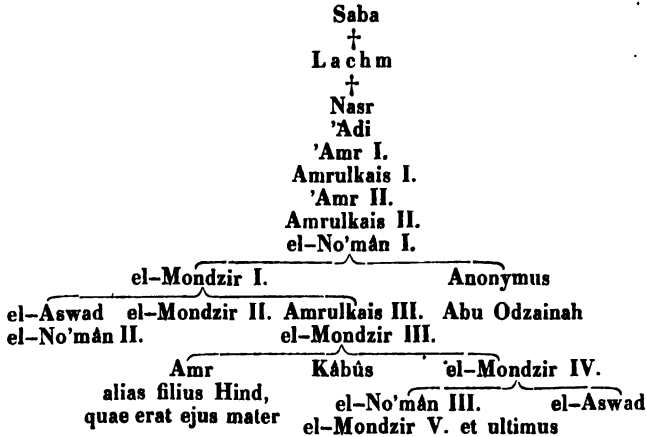 Saba
†
Lachm
†
Nasr
'Adi
'Amr I.
Amrulkais I.
'Amr II.
Amrulkais II.
el-No'mân I.
el-Mondzir I. Anonymus
el-Aswad el-Mondzir II. Amrulkais III. Abu Odzainah
el-No'mân II. el-Mondzir III.
Amr Kâbûs el-Mondzir IV.
alias filius Hind,
quae erat ejus mater
el-No'mân III. el-Aswad
el-Mondzir V. et ultimus